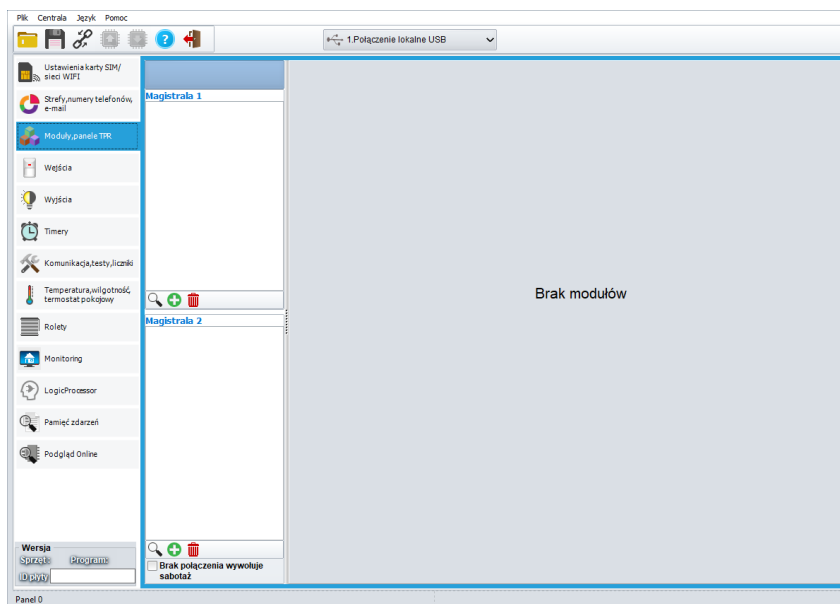 Plik Centrala Język Pomoc
1.Połączenie lokalne USB
Ustawienia karty SIM/
sieci WIFI
Strefy,numery telefonów,
e-mail
Moduły,panele TPR
Wejścia
Wyjścia
Timery
Komunikacja,testy,liczniki
Temperatura,wilgotność,
termostat pokojowy
Rolety
Monitoring
LogicProcessor
Pamięć zdarzeń
Podgląd Online
Wersja
Sprzęt: Program:
ID płyty
Magistrala 1
Magistrala 2
Brak połączenia wywołuje
sabotaż
Brak modułów
Panel 0